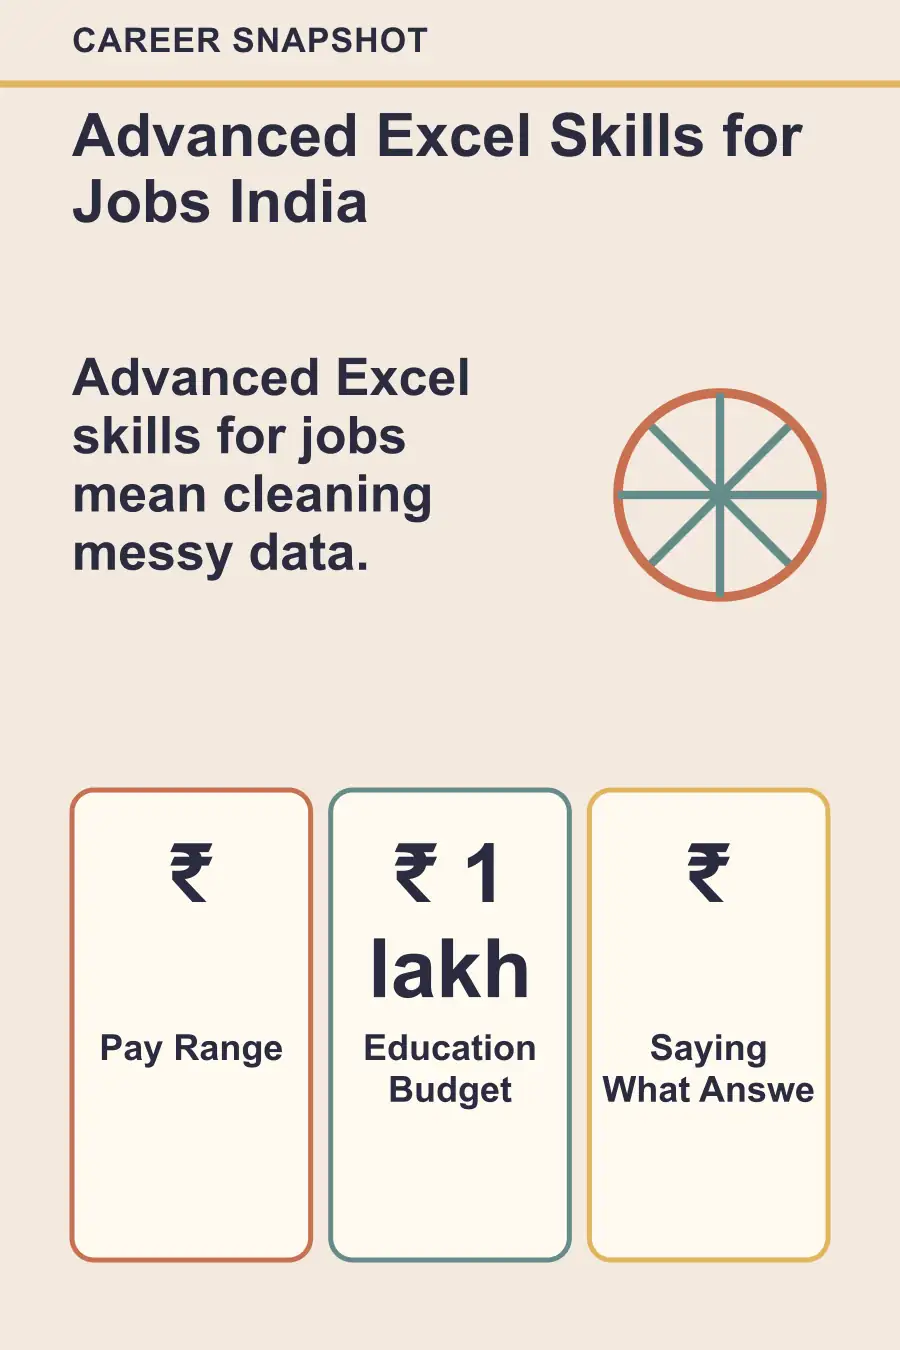 CAREER SNAPSHOT
Advanced Excel Skills for
Jobs India
Advanced Excel
skills for jobs
mean cleaning
messy data.
₹
Pay Range
₹ 1
lakh
Education
Budget
₹
Saying
What Answe